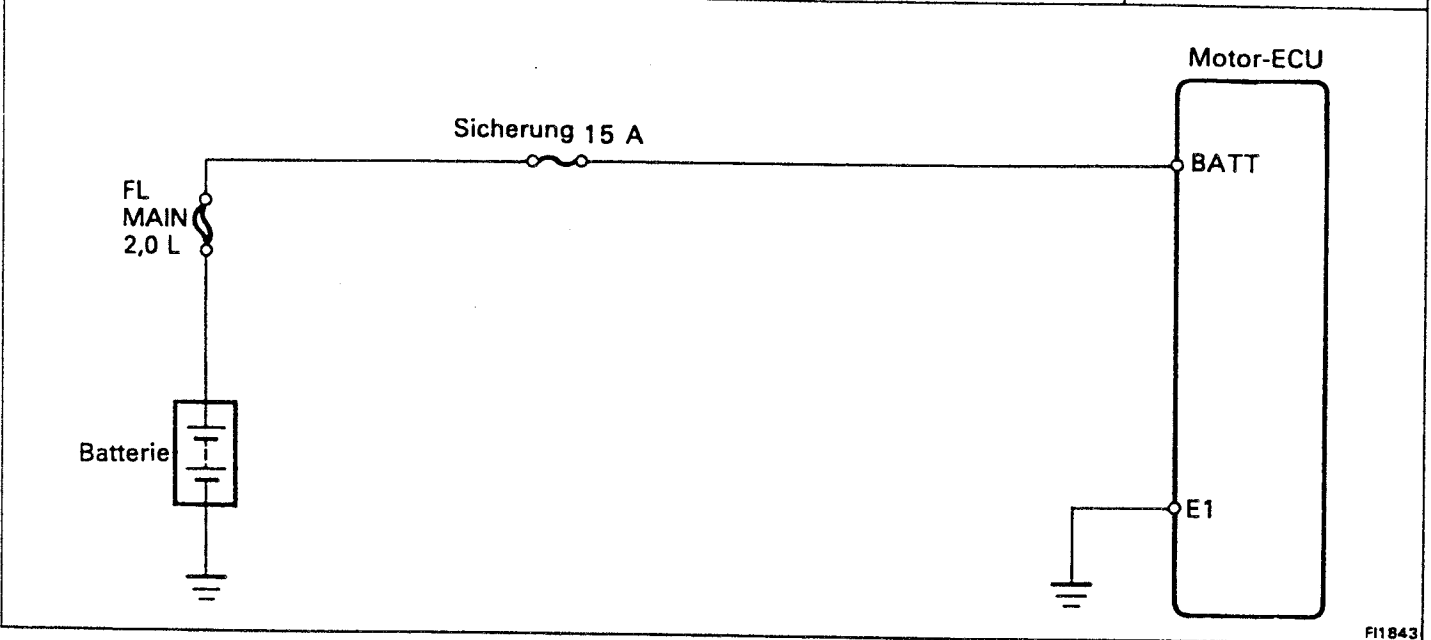 Motor-ECU
Sicherung 15 A
BATT
FL
MAIN
2,0 L
Batterie
E1
FI1843